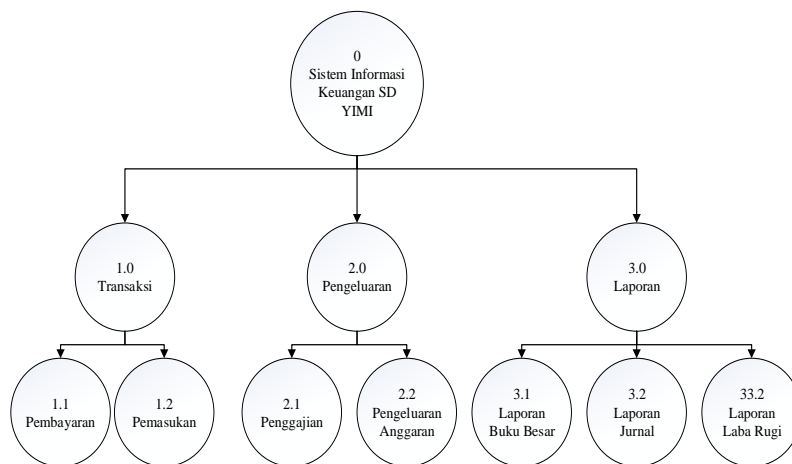 0
Sistem Informasi
Keuangan SD
YIMI
1.0
Transaksi
2.0
Pengeluaran
3.0
Laporan
1.1
Pembayaran
1.2
Pemasukan
2.1
Penggajian
2.2
Pengeluaran
Anggaran
3.1
Laporan
Buku Besar
3.2
Laporan
Jurnal
33.2
Laporan
Laba Rugi